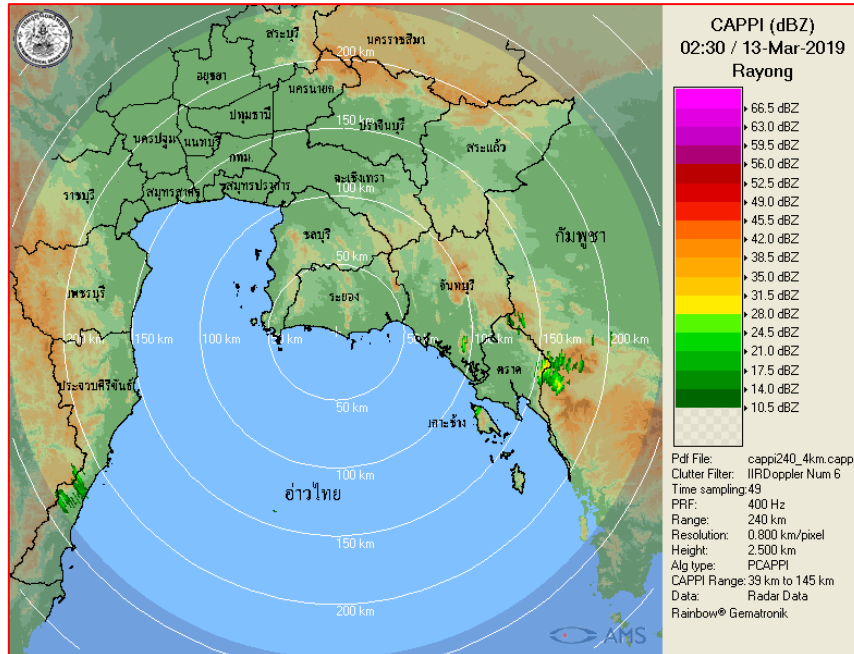 CAPPI (dBZ)
02:30 / 13-Mar-2019
Rayong
66.5 dBZ
63.0 dBZ
59.5 dBZ
56.0 dBZ
52.5 dBZ
49.0 dBZ
45.5 dBZ
42.0 dBZ
38.5 dBZ
35.0 dBZ
31.5 dBZ
28.0 dBZ
24.5 dBZ
21.0 dBZ
17.5 dBZ
14.0 dBZ
10.5 dBZ
Pdf File: cappi240_4km.capp
Clutter Filter: IIRDoppler Num 6
Time sampling:49
PRF: 400 Hz
Range: 240 km
Resolution: 0.800 km/pixel
Height: 2.500 km
Alg type: PCAPPI
CAPPI Range: 39 km to 145 km
Data: Radar Data
Rainbow® Gematronik
สระบุรี
นครราชสีมา
200 km
อยุธยา
นครนายก
ปทุมธานี
150 km
ปราจีนบุรี
นครปฐม
นนทบุรี
สระแก้ว
กทม.
ฉะเชิงเทรา
ราชบุรี
สมุทรสาคร
สมุทรปราการ
100 km
ชลบุรี
กัมพูชา
50 km
จันทบุรี
เพชรบุรี
ระยอง
200 km
150 km
100 km
50 km
100 km
150 km
200 km
ตราด
ประจวบคีรีขันธ์
50 km
เกาะช้าง
100 km
อ่าวไทย
150 km
200 km
AMS